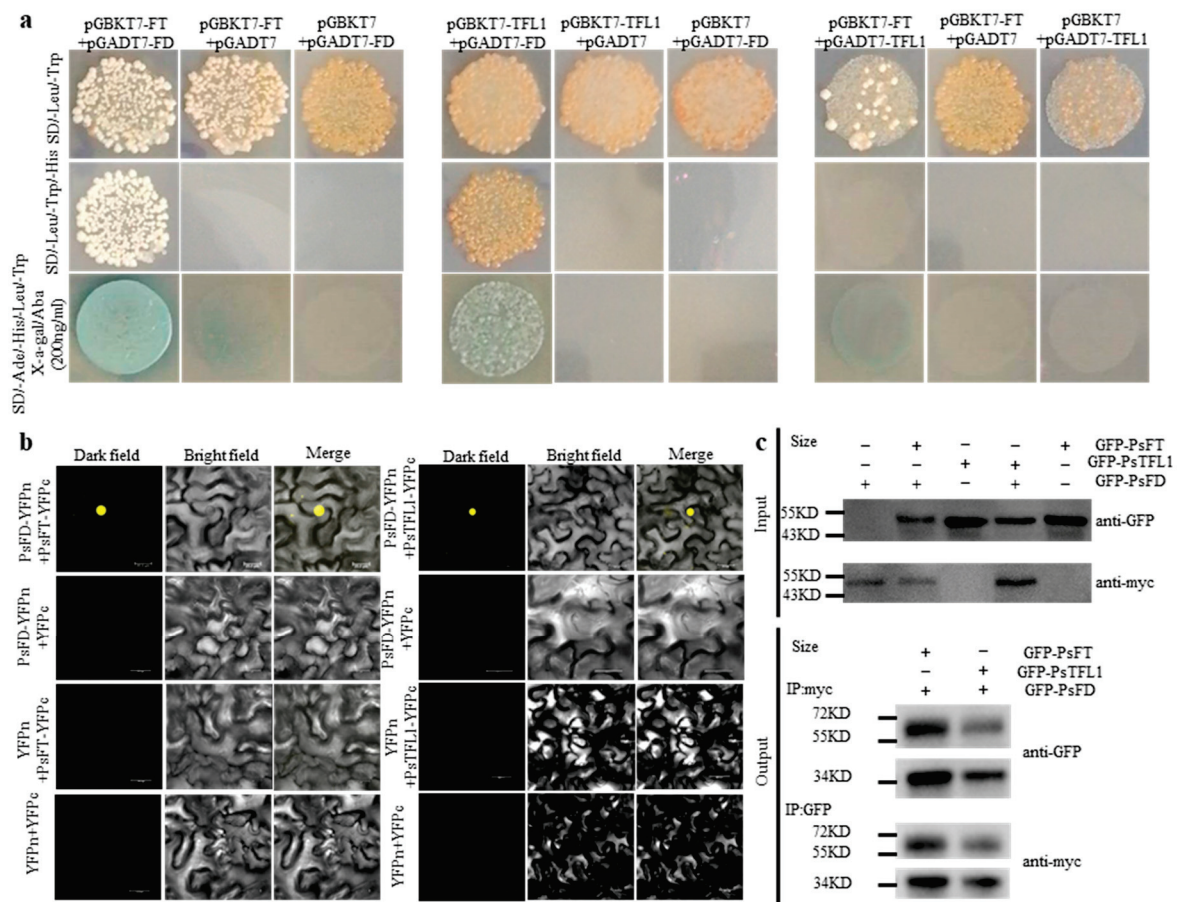 a
pGBKT7-FT
+pGADT7-FD
pGBKT7-FT
+pGADT7
pGBKT7
+pGADT7-FD
pGBKT7-TFL1
+pGADT7-FD
pGBKT7-TFL1
+pGADT7
pGBKT7
+pGADT7-FD
pGBKT7-FT
+pGADT7-TFL1
pGBKT7-FT
+pGADT7
pGBKT7
+pGADT7-TFL1
SD/-Leu/-Trp
SD/-Leu/-Trp/-His
SD/-Ade/-His/-Leu/-Trp
X-a-gal/Aba
(200ng/ml)
b
Dark field
Bright field
Merge
Dark field
Bright field
Merge
PsFD-YFPn
+PsFT-YFPc
PsFD-YFPn
+PsTFL1-YFPc
PsFD-YFPn
+YFPc
PsFD-YFPn
+YFPc
YFPn
+PsFT-YFPc
YFPn
+PsTFL1-YFPc
YFPn+YFPc
YFPn+YFPc
c
Input
Size
– + – – + GFP-PsFT
– – + + – GFP-PsTFL1
+ + – + – GFP-PsFD
55KD
43KD
anti-GFP
55KD
43KD
anti-myc
Output
Size
+ – GFP-PsFT
– + GFP-PsTFL1
IP:myc
+ + GFP-PsFD
72KD
55KD
anti-GFP
34KD
IP:GFP
72KD
55KD
anti-myc
34KD